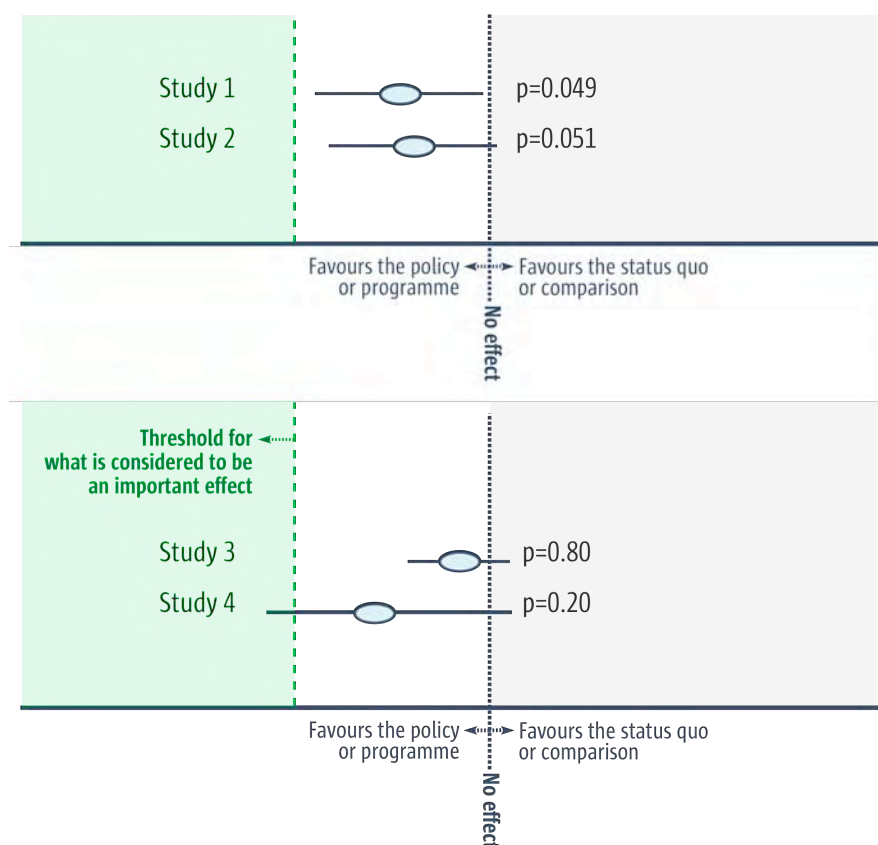 Study 1
p=0.049
Study 2
p=0.051
Favours the policy
or programme
Favours the status quo
or comparison
No effect
Threshold for
what is considered to be
an important effect
Study 3
p=0.80
Study 4
p=0.20
Favours the policy
or programme
Favours the status quo
or comparison
No effect